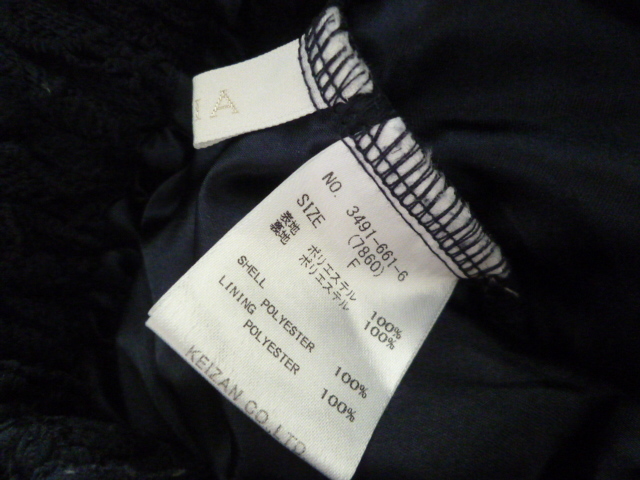 A
NO. 3491-661-6
(7860)
SIZE F
表地 ポリエステル 100%
裏地 ポリエステル 100%
SHELL
POLYESTER 100%
LINING
POLYESTER 100%
KEIZAN CO.,LTD.